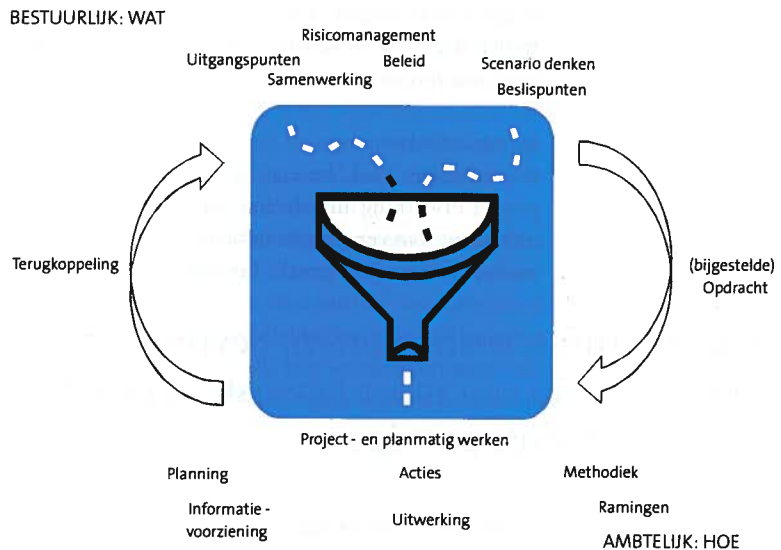 BESTUURLIJK: WAT
Risicomanagement
Uitgangspunten
Beleid
Scenario denken
Samenwerking
Beslispunten
Terugkoppeling
(bijgestelde)
Opdracht
Project - en planmatig werken
Planning
Acties
Methodiek
Informatie -
voorziening
Uitwerking
Ramingen
AMBTELIJK: HOE